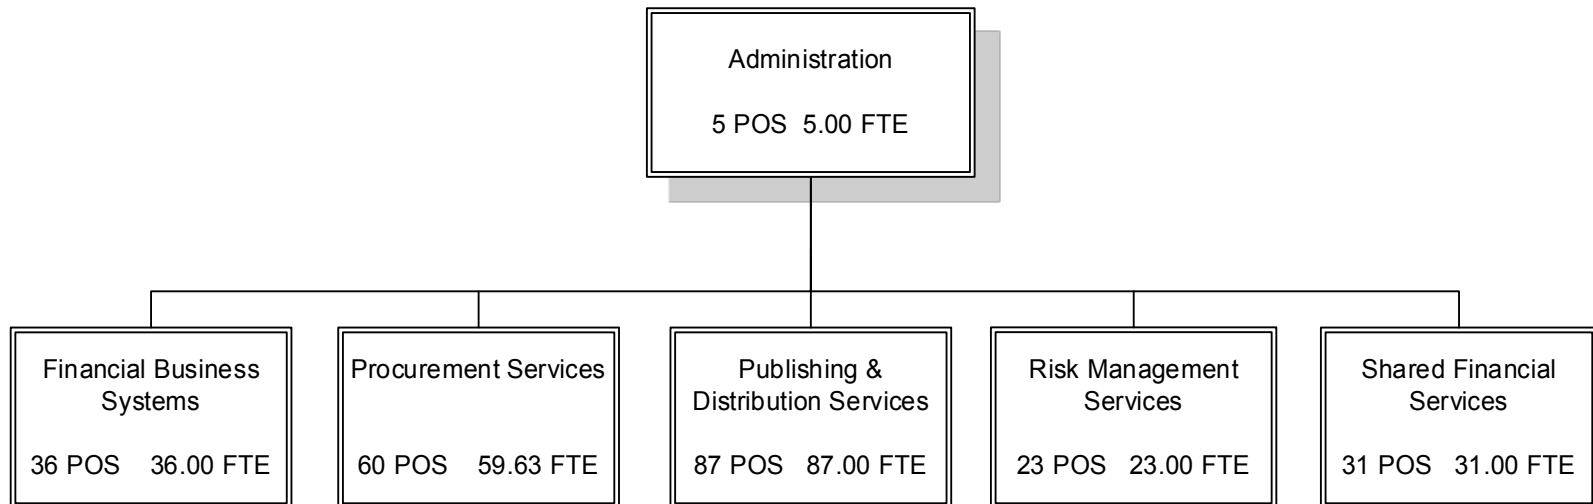 Administration
5 POS 5.00 FTE
Financial Business
Systems
36 POS 36.00 FTE
Procurement Services
60 POS 59.63 FTE
Publishing &
Distribution Services
87 POS 87.00 FTE
Risk Management
Services
23 POS 23.00 FTE
Shared Financial
Services
31 POS 31.00 FTE